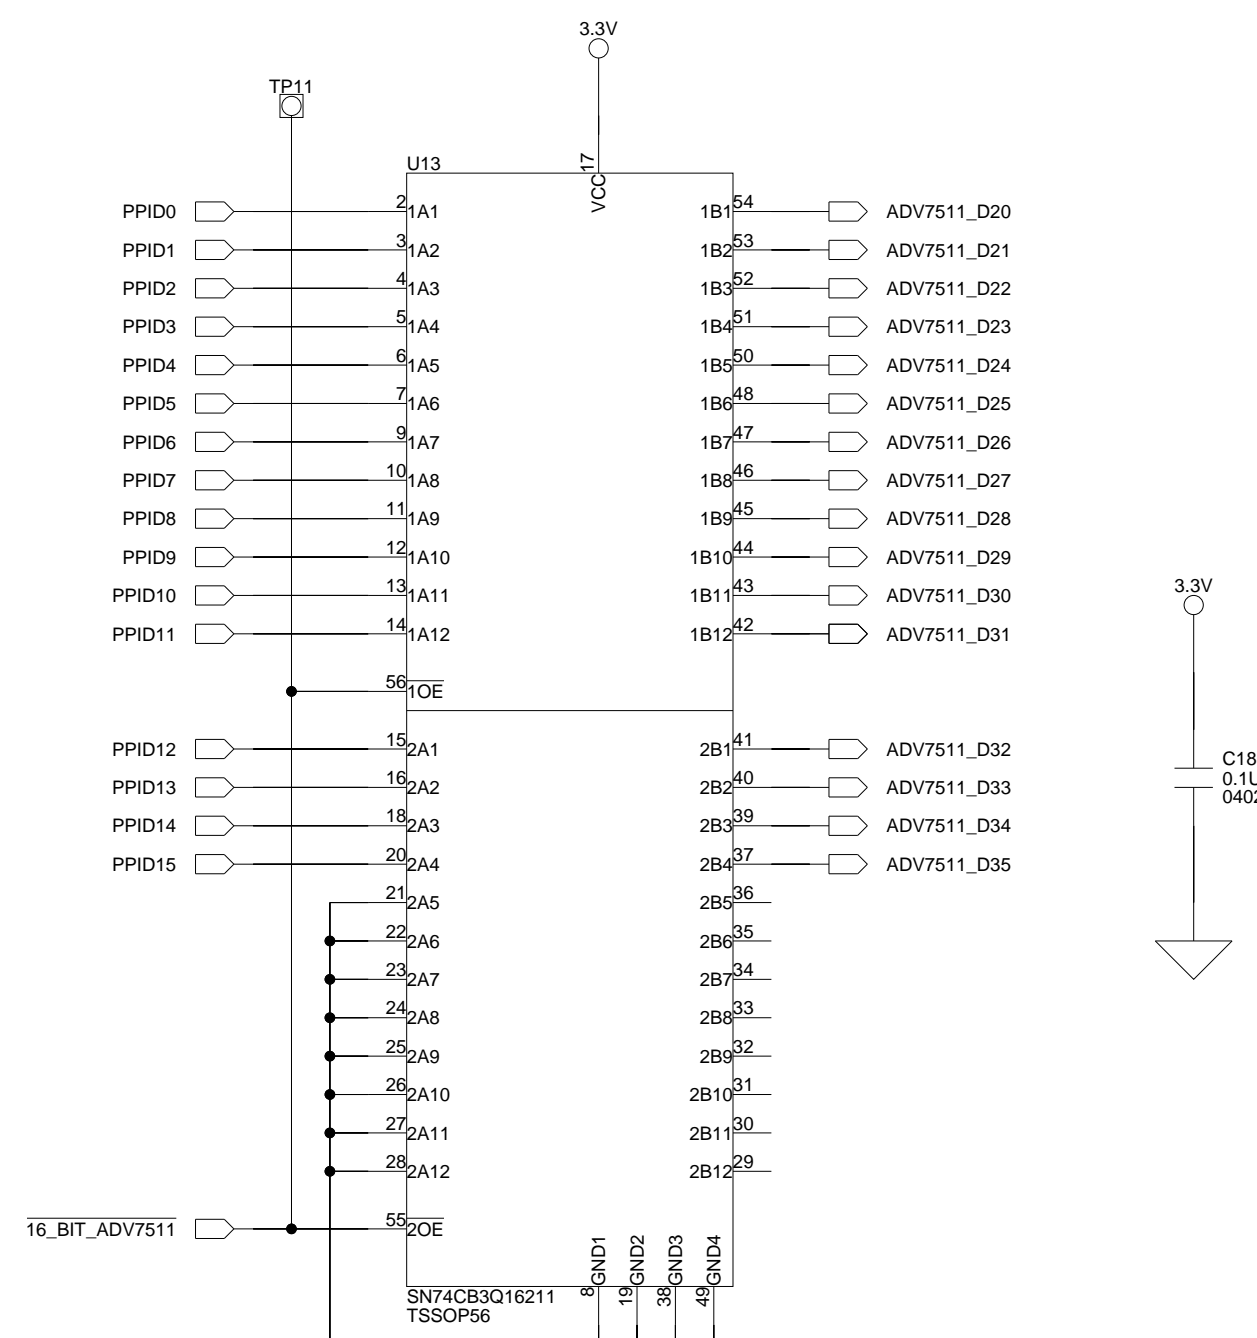 3.3V
TP11
U13
17
VCC
PPID0 2 1A1 1B1 54 ADV7511_D20
PPID1 3 1A2 1B2 53 ADV7511_D21
PPID2 4 1A3 1B3 52 ADV7511_D22
PPID3 5 1A4 1B4 51 ADV7511_D23
PPID4 6 1A5 1B5 50 ADV7511_D24
PPID5 7 1A6 1B6 48 ADV7511_D25
PPID6 9 1A7 1B7 47 ADV7511_D26
PPID7 10 1A8 1B8 46 ADV7511_D27
PPID8 11 1A9 1B9 45 ADV7511_D28
PPID9 12 1A10 1B10 44 ADV7511_D29
PPID10 13 1A11 1B11 43 ADV7511_D30
PPID11 14 1A12 1B12 42 ADV7511_D31
56 1OE
PPID12 15 2A1 2B1 41 ADV7511_D32
PPID13 16 2A2 2B2 40 ADV7511_D33
PPID14 18 2A3 2B3 39 ADV7511_D34
PPID15 20 2A4 2B4 37 ADV7511_D35
21 2A5 2B5 36
22 2A6 2B6 35
23 2A7 2B7 34
24 2A8 2B8 33
25 2A9 2B9 32
26 2A10 2B10 31
27 2A11 2B11 30
28 2A12 2B12 29
16_BIT_ADV7511 55 2OE
8 GND1
19 GND2
38 GND3
49 GND4
SN74CB3Q16211
TSSOP56
3.3V
C18
0.1U
0402